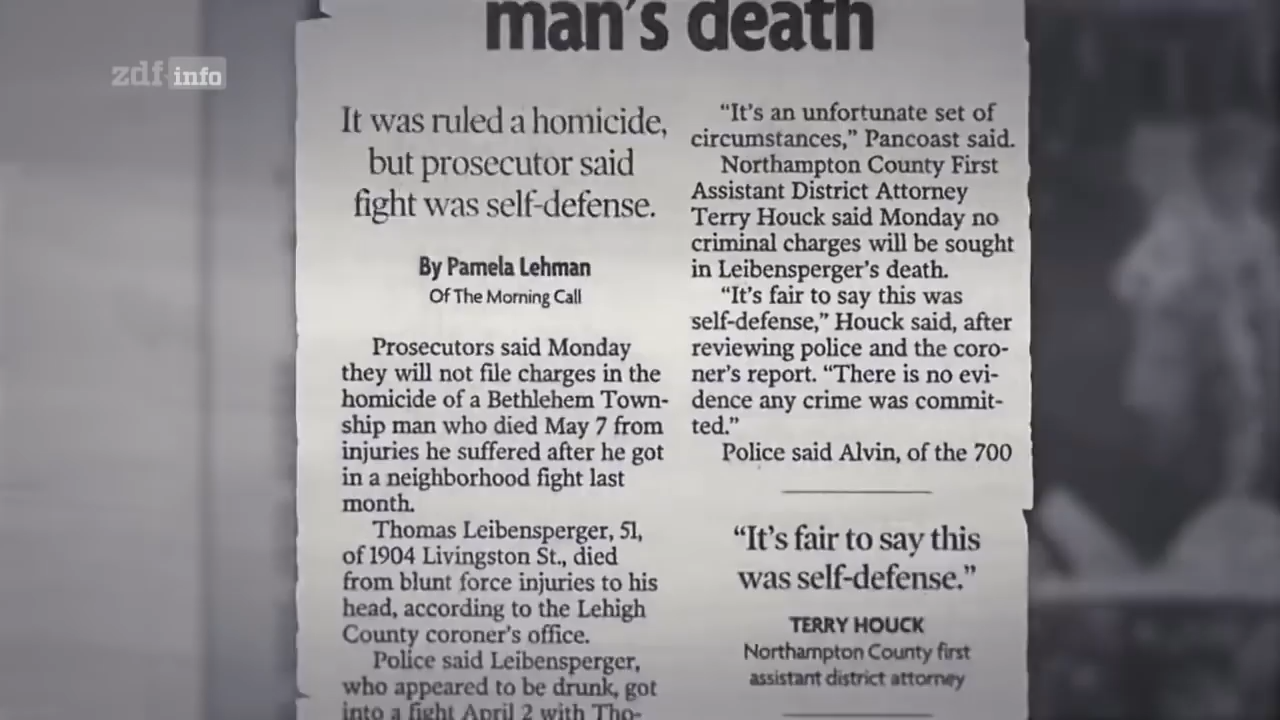 zdf info
man's death
It was ruled a homicide,
but prosecutor said
fight was self-defense.
By Pamela Lehman
Of The Morning Call
Prosecutors said Monday
they will not file charges in the
homicide of a Bethlehem Town-
ship man who died May 7 from
injuries he suffered after he got
in a neighborhood fight last
month.
Thomas Leibensperger, 51,
of 1904 Livingston St., died
from blunt force injuries to his
head, according to the Lehigh
County coroner's office.
Police said Leibensperger,
who appeared to be drunk, got
into a fight April 2 with Tho-
“It's an unfortunate set of
circumstances,” Pancoast said.
Northampton County First
Assistant District Attorney
Terry Houck said Monday no
criminal charges will be sought
in Leibensperger's death.
“It's fair to say this was
self-defense,” Houck said, after
reviewing police and the coro-
ner's report. “There is no evi-
dence any crime was commit-
ted.”
Police said Alvin, of the 700
“It's fair to say this
was self-defense.”
TERRY HOUCK
Northampton County first
assistant district attorney